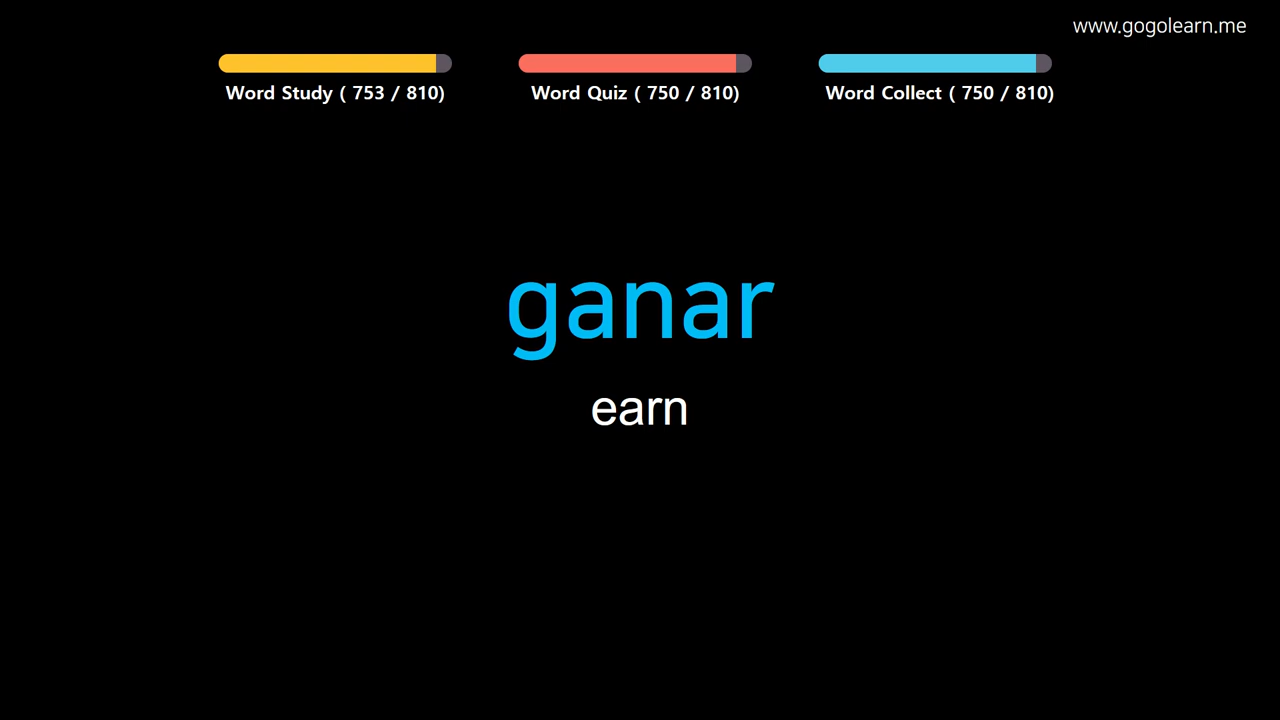 www.gogolearn.me
Word Study ( 753 / 810)
Word Quiz ( 750 / 810)
Word Collect ( 750 / 810)
ganar
earn